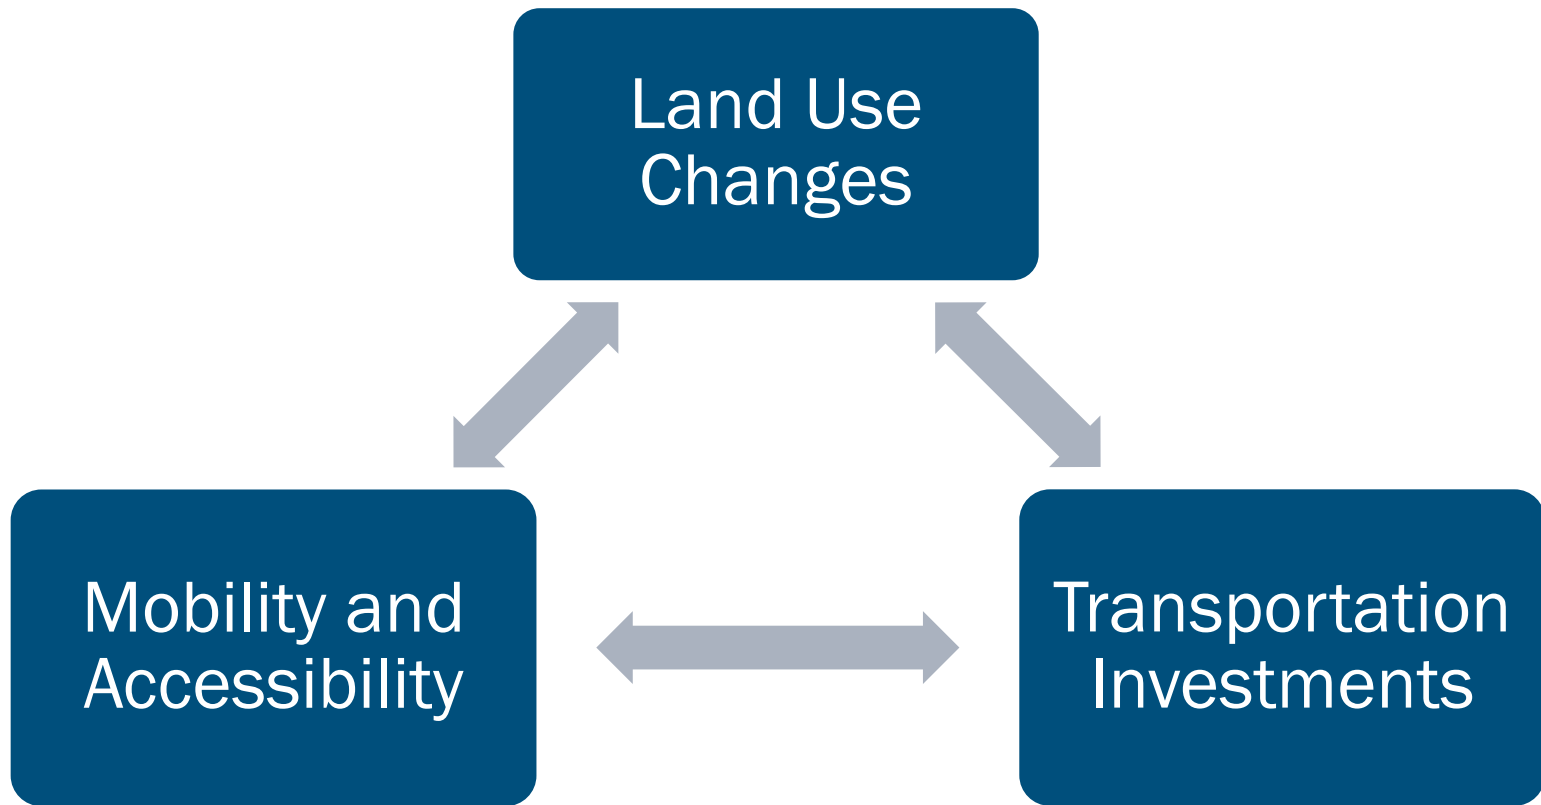 Land Use
Changes
Mobility and
Accessibility
Transportation
Investments